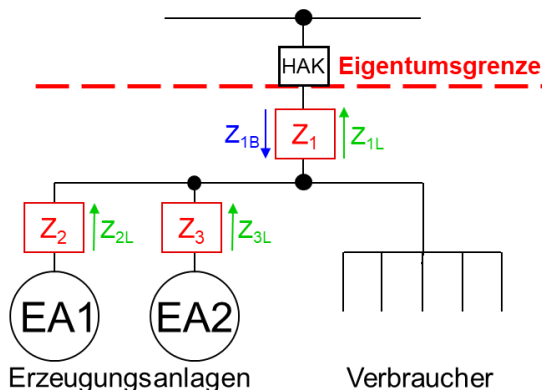 HAK Eigentumsgrenze
Z1B Z1 Z1L
Z2 Z2L Z3 Z3L
EA1 EA2
Erzeugungsanlagen Verbraucher